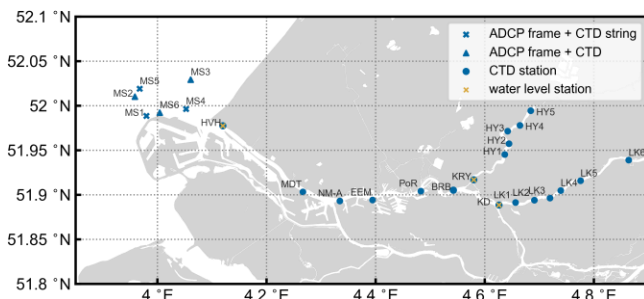 52.1 °N
52.05 °N
52 °N
51.95 °N
51.9 °N
51.85 °N
51.8 °N
4 °E
4.2 °E
4.4 °E
4.6 °E
4.8 °E
ADCP frame + CTD string
ADCP frame + CTD
CTD station
water level station
MS3
MS5
MS2
MS1
MS6
MS4
HVH
HY5
HY4
HY3
HY2
HY1
MDT
NM-A
EEM
PoR
BRB
KRY
KD
LK1
LK2
LK3
LK4
LK5
LK6